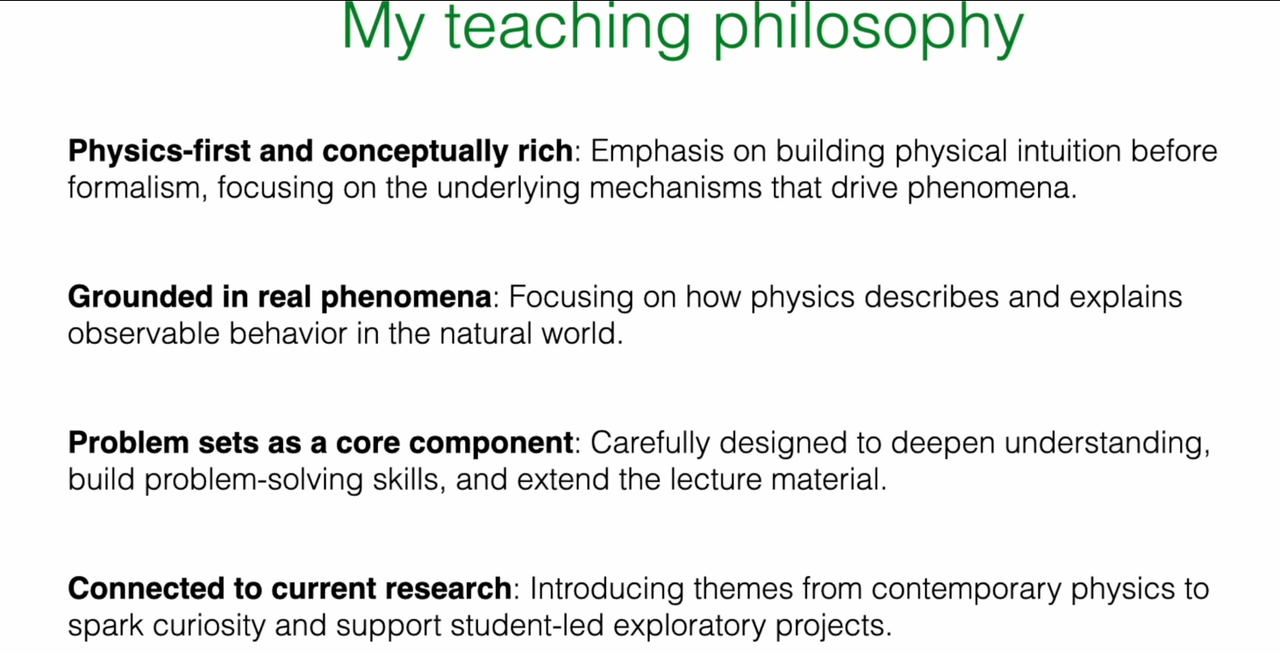 My teaching philosophy
Physics-first and conceptually rich: Emphasis on building physical intuition before
formalism, focusing on the underlying mechanisms that drive phenomena.
Grounded in real phenomena: Focusing on how physics describes and explains
observable behavior in the natural world.
Problem sets as a core component: Carefully designed to deepen understanding,
build problem-solving skills, and extend the lecture material.
Connected to current research: Introducing themes from contemporary physics to
spark curiosity and support student-led exploratory projects.